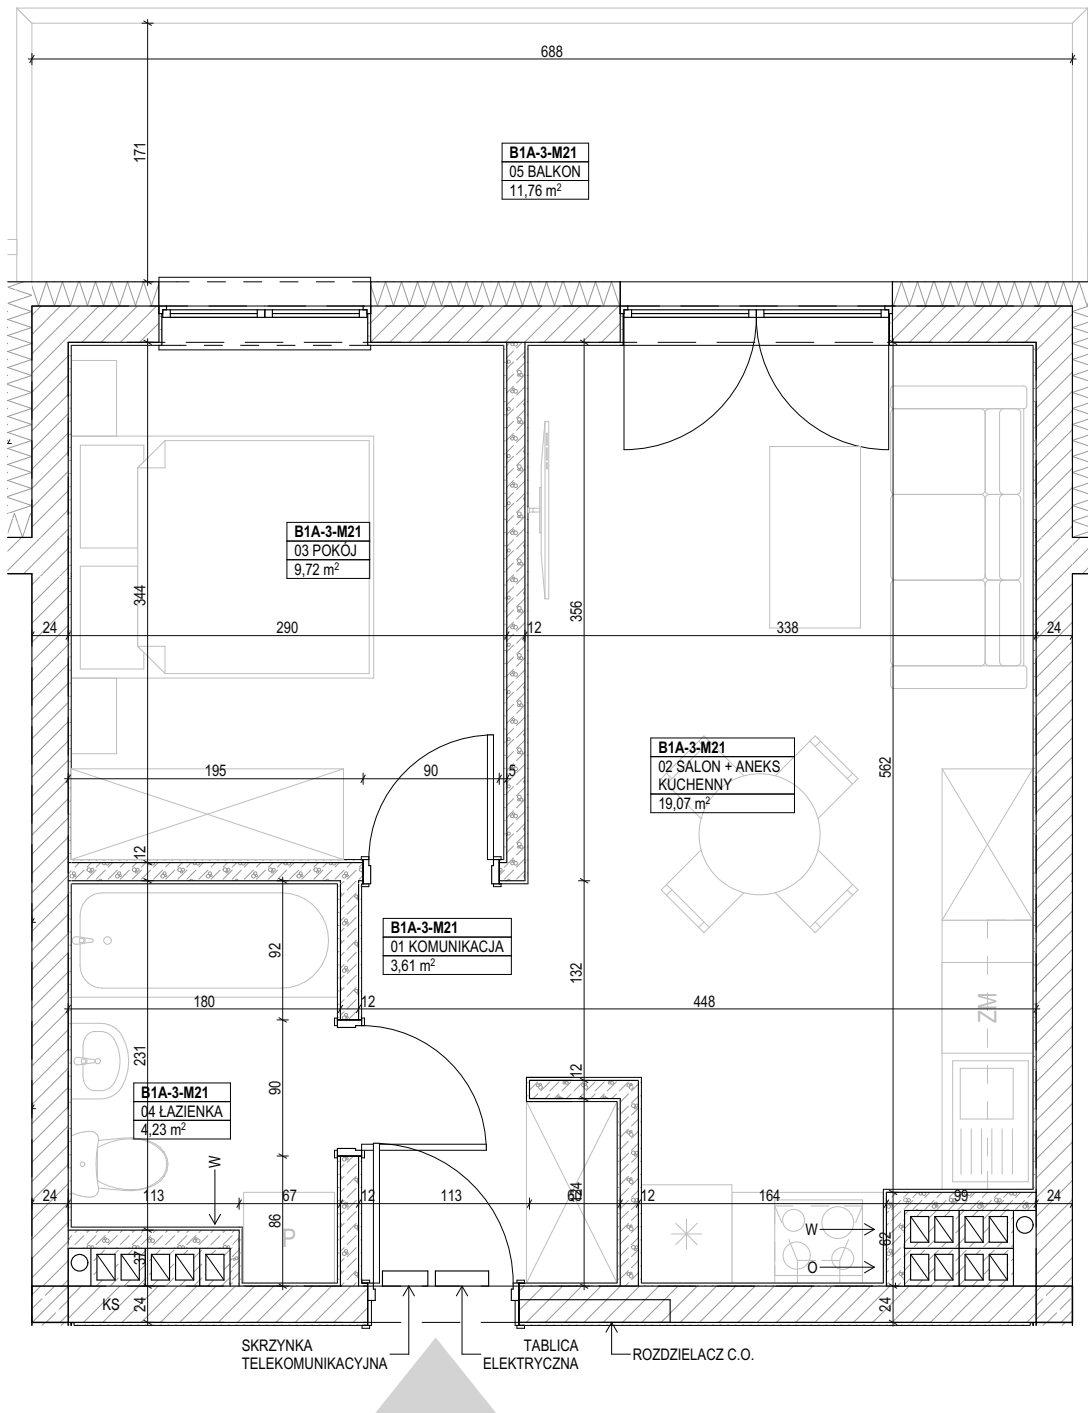 688
171
B1A-3-M21
05 BALKON
11,76 m²
B1A-3-M21
03 POKÓJ
9,72 m²
344
356
24
290
12
338
24
B1A-3-M21
02 SALON + ANEKS
KUCHENNY
19,07 m²
562
195
90
5
12
B1A-3-M21
01 KOMUNIKACJA
3,61 m²
92
132
180
12
448
ZM
231
90
12
B1A-3-M21
04 ŁAZIENKA
4,23 m²
W
24
113
67
12
113
12
164
99
24
86
P
W
O
62
37
KS
24
24
SKRZYNKA
TELEKOMUNIKACYJNA
TABLICA
ELEKTRYCZNA
ROZDZIELACZ C.O.